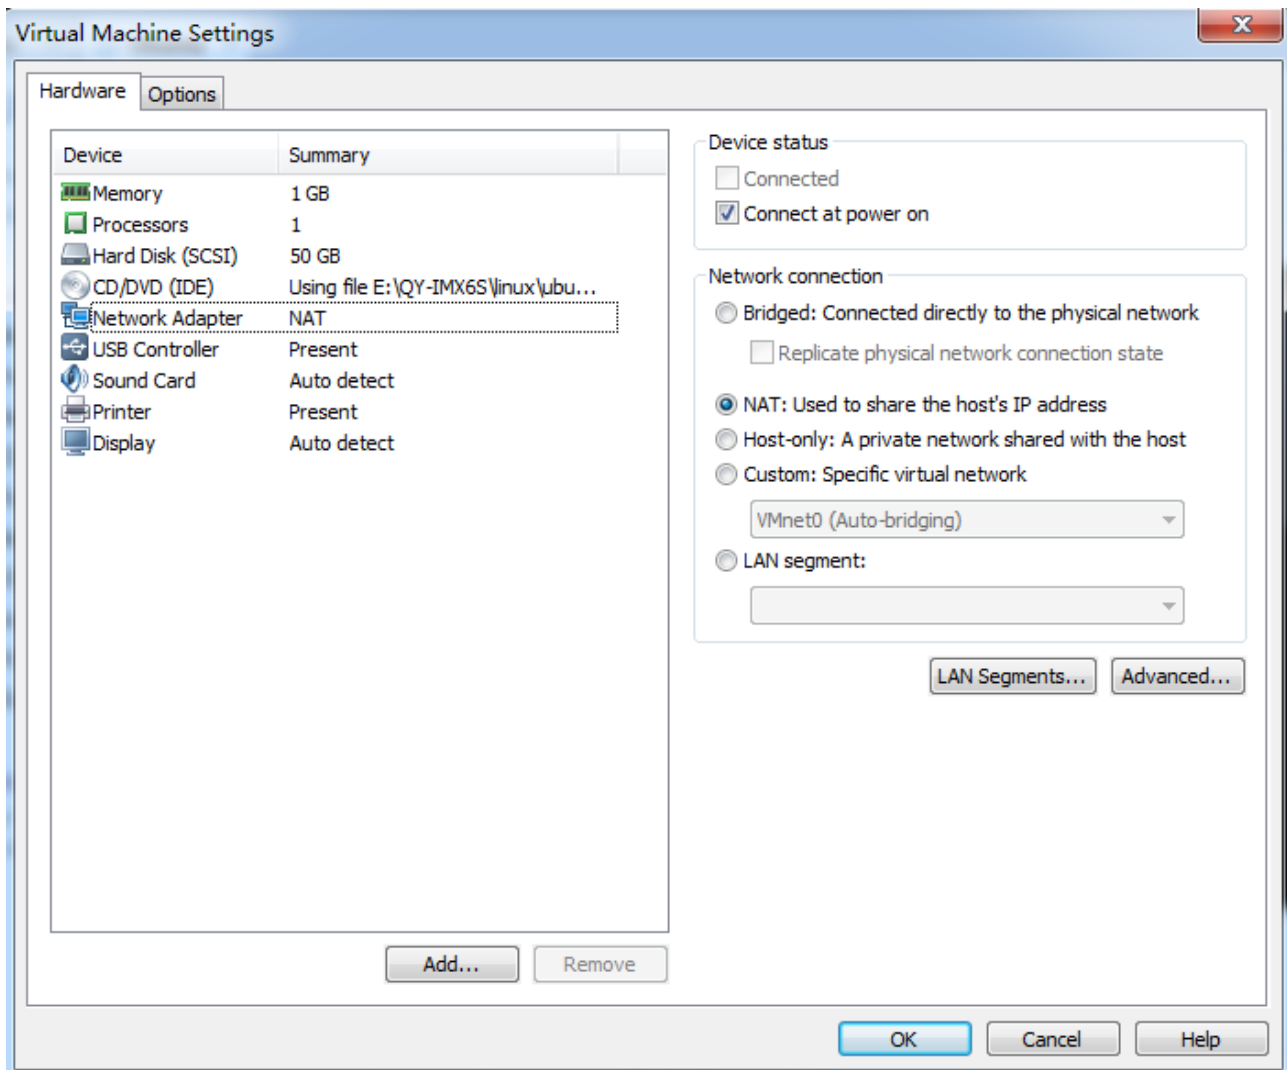 Virtual Machine Settings
Hardware
Options
Device Summary
Memory 1 GB
Processors 1
Hard Disk (SCSI) 50 GB
CD/DVD (IDE) Using file E:\QY-IMX6S\linux\ubu...
Network Adapter NAT
USB Controller Present
Sound Card Auto detect
Printer Present
Display Auto detect
Add...
Remove
Device status
Connected
Connect at power on
Network connection
Bridged: Connected directly to the physical network
Replicate physical network connection state
NAT: Used to share the host's IP address
Host-only: A private network shared with the host
Custom: Specific virtual network
VMnet0 (Auto-bridging)
LAN segment:
LAN Segments...
Advanced...
OK
Cancel
Help